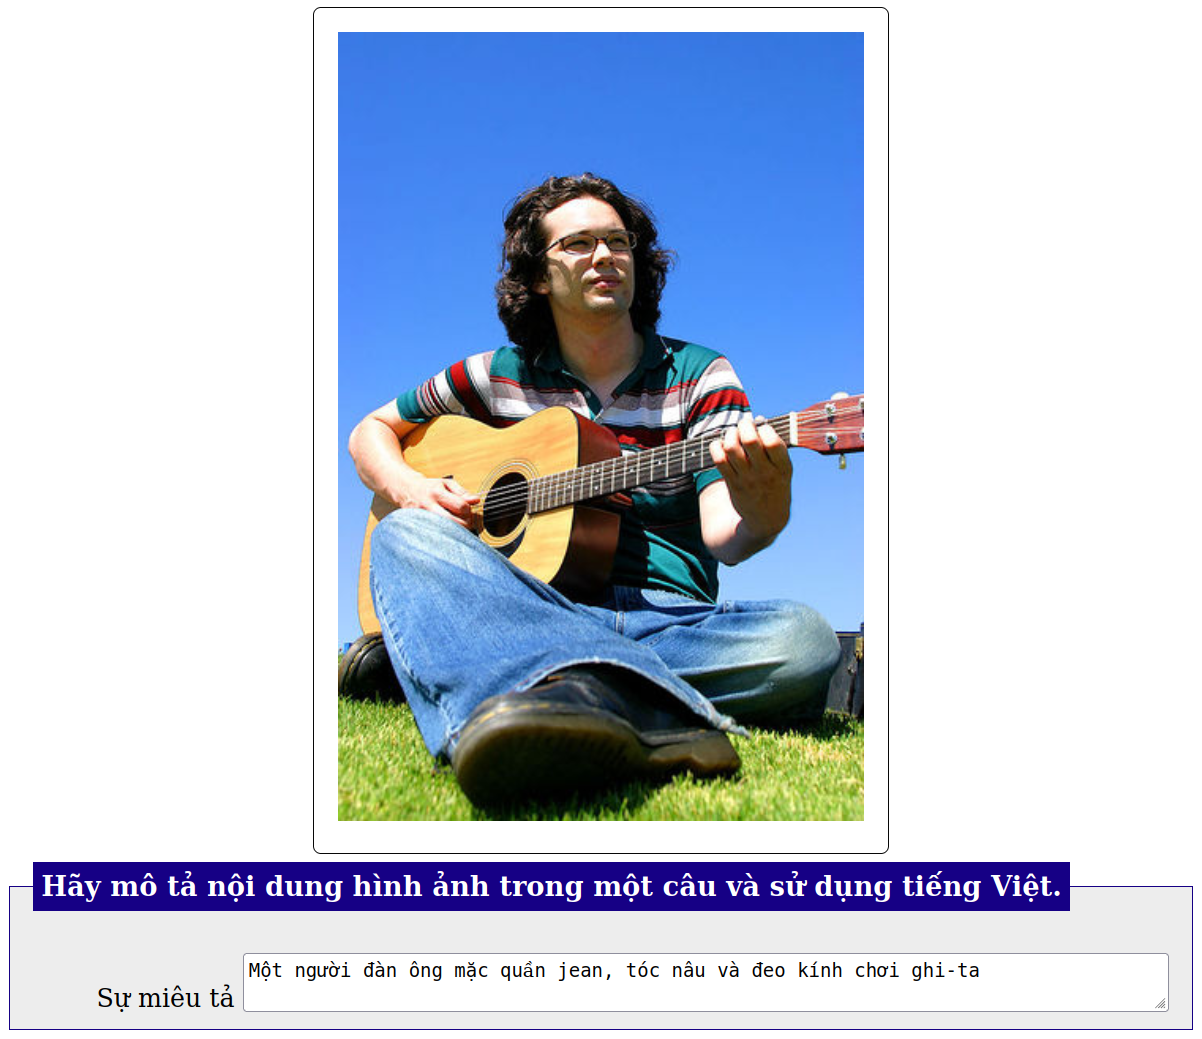 Hãy mô tả nội dung hình ảnh trong một câu và sử dụng tiếng Việt.
Một người đàn ông mặc quần jean, tóc nâu và đeo kính chơi ghi-ta
Sự miêu tả